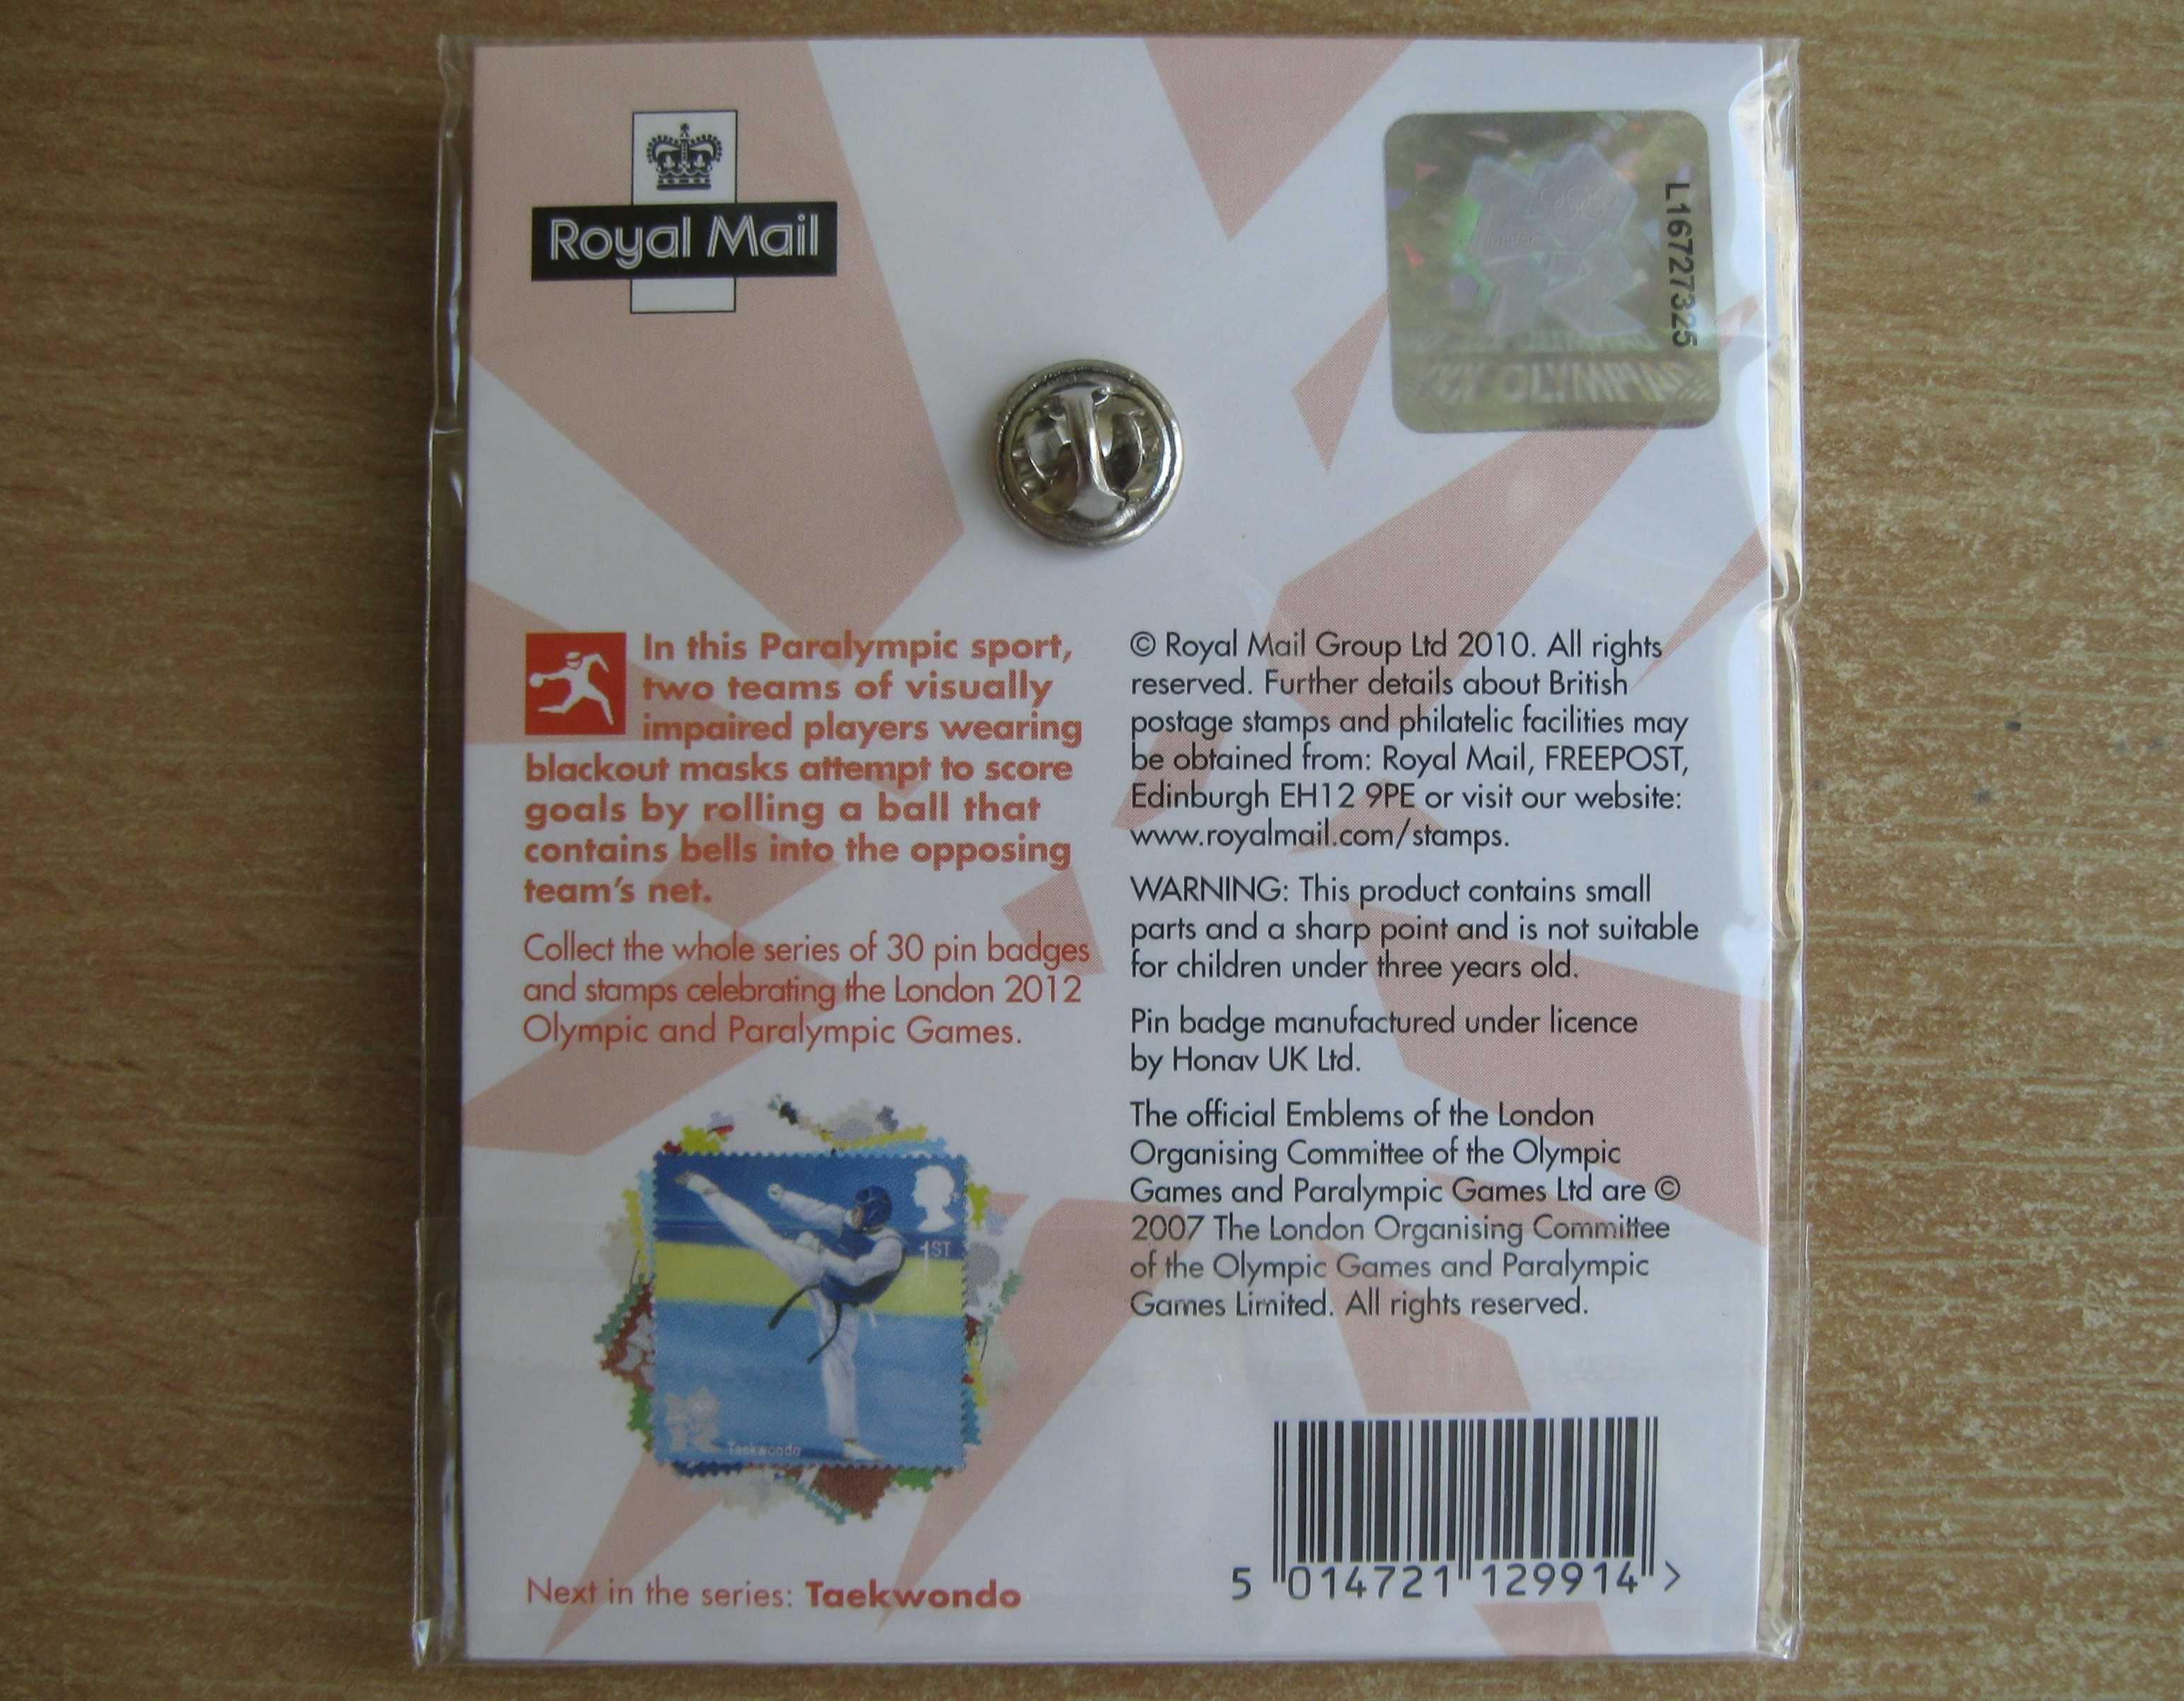 Royal Mail
L16727325
XXX OLYMPIAD
In this Paralympic sport,
two teams of visually
impaired players wearing
blackout masks attempt to score
goals by rolling a ball that
contains bells into the opposing
team's net.
Collect the whole series of 30 pin badges
and stamps celebrating the London 2012
Olympic and Paralympic Games.
1ST
Taekwondo
Next in the series: Taekwondo
© Royal Mail Group Ltd 2010. All rights
reserved. Further details about British
postage stamps and philatelic facilities may
be obtained from: Royal Mail, FREEPOST,
Edinburgh EH12 9PE or visit our website:
www.royalmail.com/stamps.
WARNING: This product contains small
parts and a sharp point and is not suitable
for children under three years old.
Pin badge manufactured under licence
by Honav UK Ltd.
The official Emblems of the London
Organising Committee of the Olympic
Games and Paralympic Games Ltd are ©
2007 The London Organising Committee
of the Olympic Games and Paralympic
Games Limited. All rights reserved.
5 014721 129914 >